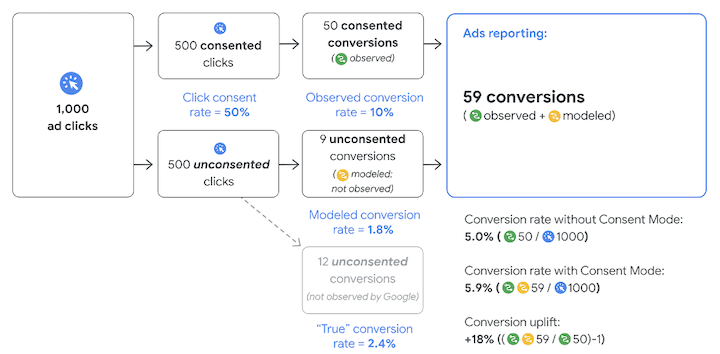 1,000
ad clicks
500 consented
clicks
Click consent
rate = 50%
50 consented
conversions
( observed)
Observed conversion
rate = 10%
500 unconsented
clicks
9 unconsented
conversions
( modeled:
not observed)
Modeled conversion
rate = 1.8%
12 unconsented
conversions
(not observed by Google)
“True” conversion
rate = 2.4%
Ads reporting:
59 conversions
( observed + modeled)
Conversion rate without Consent Mode:
5.0% ( 50 / 1000)
Conversion rate with Consent Mode:
5.9% ( 59 / 1000)
Conversion uplift:
+18% (( 59 / 50)-1)